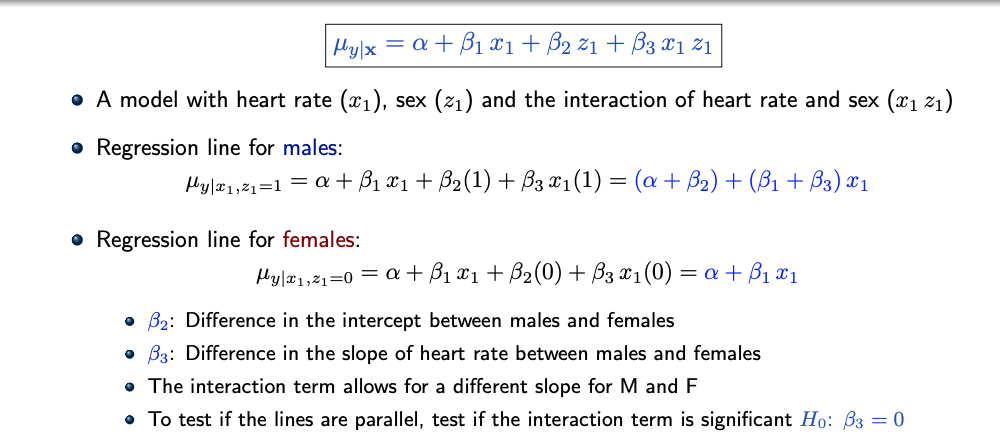 μ_{y|x} = α + β₁ x₁ + β₂ z₁ + β₃ x₁ z₁
A model with heart rate (x₁), sex (z₁) and the interaction of heart rate and sex (x₁ z₁)
Regression line for males:
μ_{y|x₁,z₁=1} = α + β₁ x₁ + β₂(1) + β₃ x₁(1) = (α + β₂) + (β₁ + β₃) x₁
Regression line for females:
μ_{y|x₁,z₁=0} = α + β₁ x₁ + β₂(0) + β₃ x₁(0) = α + β₁ x₁
β₂: Difference in the intercept between males and females
β₃: Difference in the slope of heart rate between males and females
The interaction term allows for a different slope for M and F
To test if the lines are parallel, test if the interaction term is significant H₀: β₃ = 0